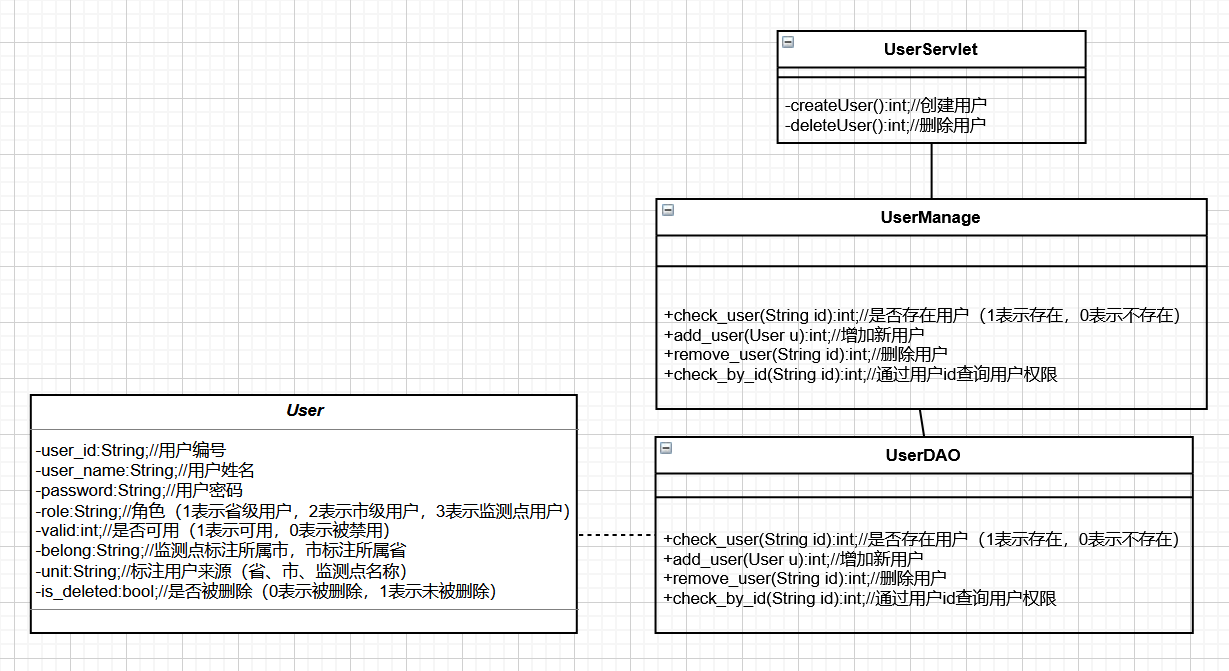 UserServlet
-createUser():int;//创建用户
-deleteUser():int;//删除用户
UserManage
+check_user(String id):int;//是否存在用户（1表示存在，0表示不存在）
+add_user(User u):int;//增加新用户
+remove_user(String id):int;//删除用户
+check_by_id(String id):int;//通过用户id查询用户权限
User
-user_id:String;//用户编号
-user_name:String;//用户姓名
-password:String;//用户密码
-role:String;//角色（1表示省级用户，2表示市级用户，3表示监测点用户）
-valid:int;//是否可用（1表示可用，0表示被禁用）
-belong:String;//监测点标注所属市，市标注所属省
-unit:String;//标注用户来源（省、市、监测点名称）
-is_deleted:bool;//是否被删除（0表示被删除，1表示未被删除）
UserDAO
+check_user(String id):int;//是否存在用户（1表示存在，0表示不存在）
+add_user(User u):int;//增加新用户
+remove_user(String id):int;//删除用户
+check_by_id(String id):int;//通过用户id查询用户权限